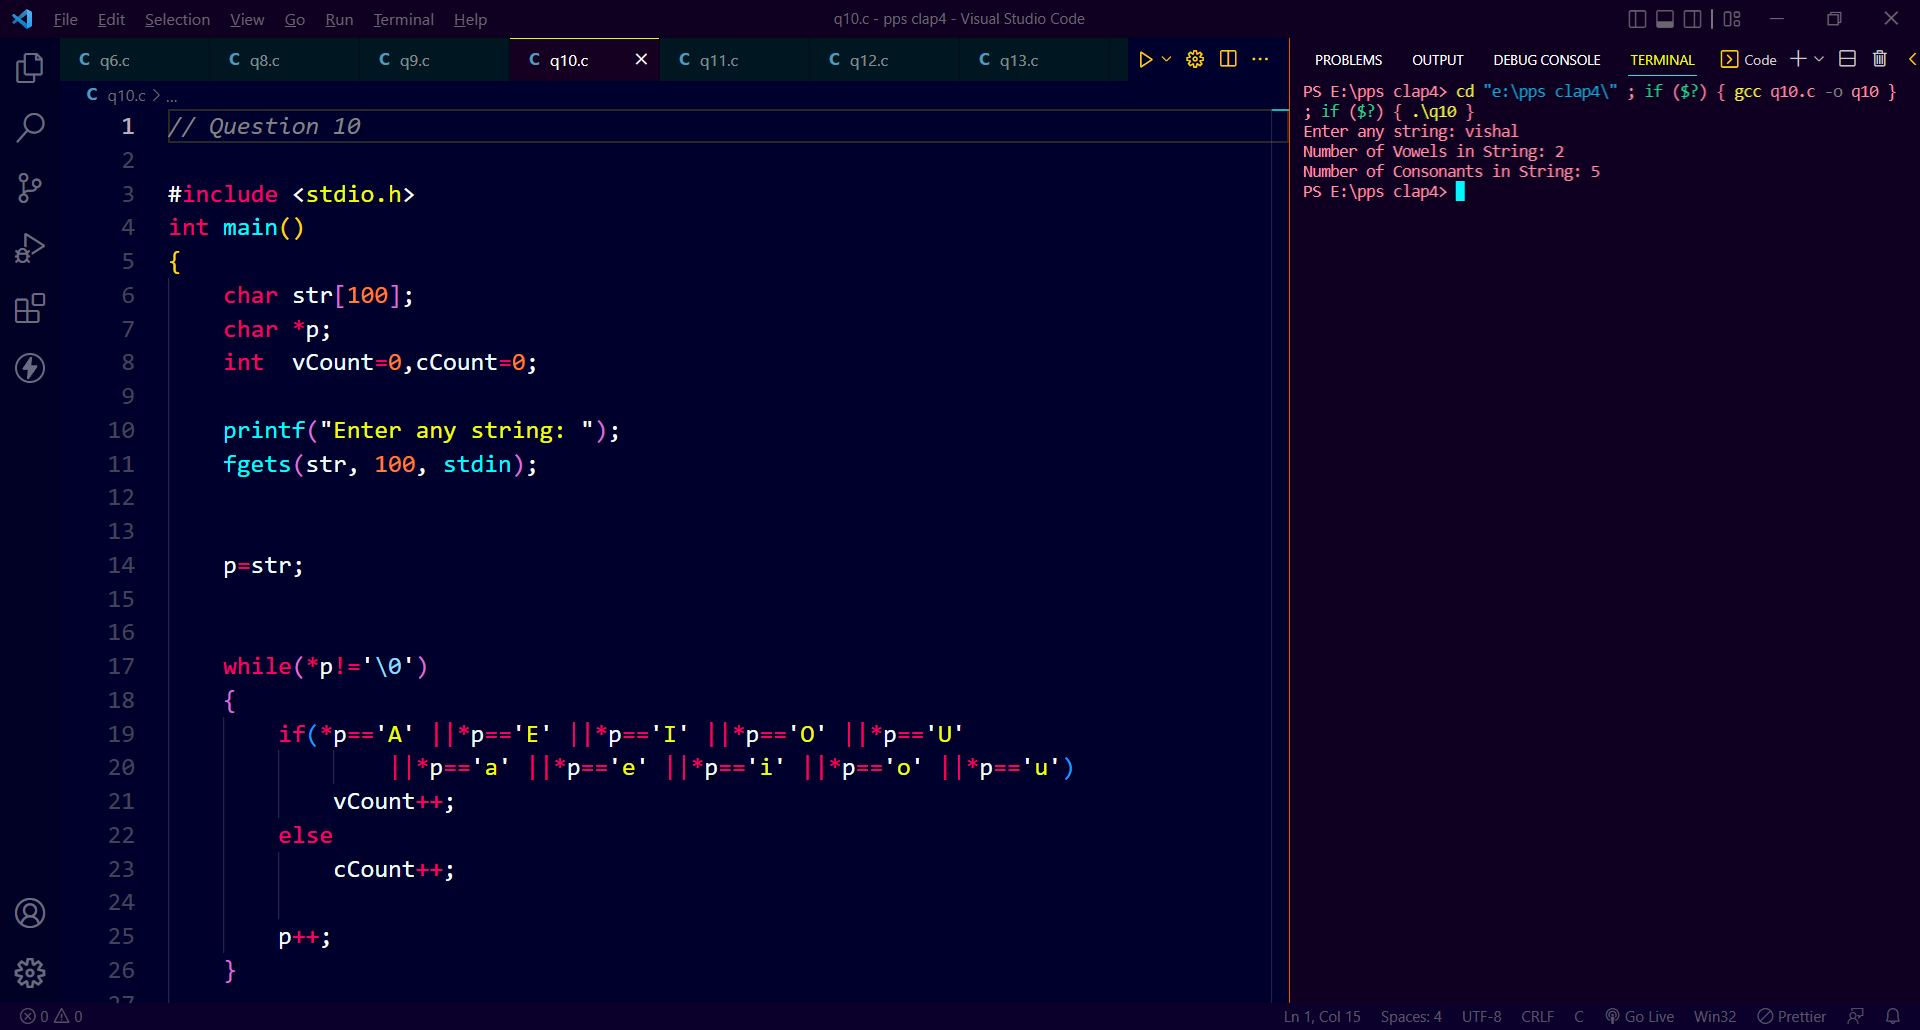 File Edit Selection View Go Run Terminal Help q10.c - pps clap4 - Visual Studio Code
q6.c q8.c q9.c q10.c q11.c q12.c q13.c
q10.c > ...
1 // Question 10
2
3 #include <stdio.h>
4 int main()
5 {
6 char str[100];
7 char *p;
8 int  vCount=0,cCount=0;
9
10 printf("Enter any string: ");
11 fgets(str, 100, stdin);
12
13
14 p=str;
15
16
17 while(*p!='\0')
18 {
19 if(*p=='A' ||*p=='E' ||*p=='I' ||*p=='O' ||*p=='U'
20 ||*p=='a' ||*p=='e' ||*p=='i' ||*p=='o' ||*p=='u')
21 vCount++;
22 else
23 cCount++;
24
25 p++;
26 }
27
PROBLEMS OUTPUT DEBUG CONSOLE TERMINAL Code
PS E:\pps clap4> cd "e:\pps clap4\" ; if ($?) { gcc q10.c -o q10 }
; if ($?) { .\q10 }
Enter any string: vishal
Number of Vowels in String: 2
Number of Consonants in String: 5
PS E:\pps clap4>
0 0 Ln 1, Col 15 Spaces: 4 UTF-8 CRLF C Go Live Win32 Prettier